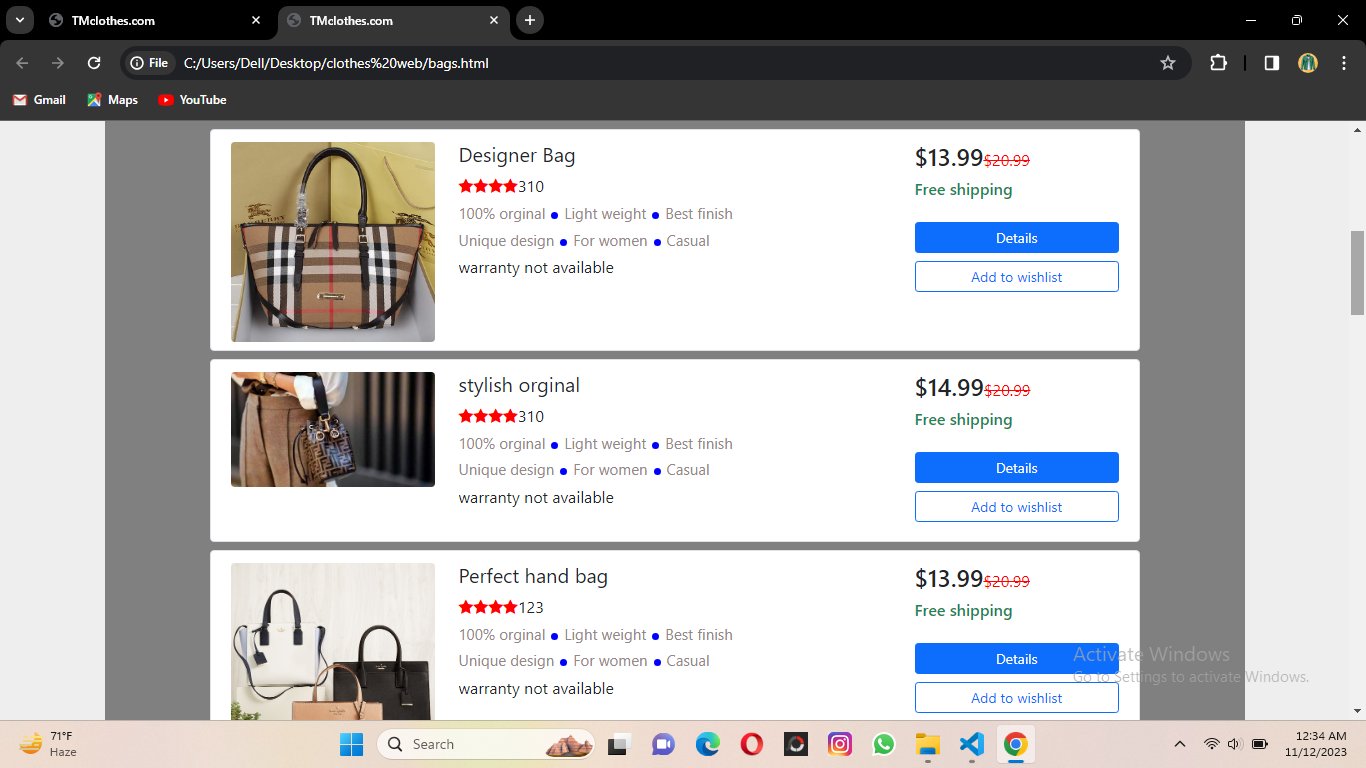 TMclothes.com
TMclothes.com
File
C:/Users/Dell/Desktop/clothes%20web/bags.html
Gmail
Maps
YouTube
BURBERRY
Designer Bag
310
100% orginal Light weight Best finish
Unique design For women Casual
warranty not available
$13.99$20.99
Free shipping
Details
Add to wishlist
stylish orginal
310
100% orginal Light weight Best finish
Unique design For women Casual
warranty not available
$14.99$20.99
Free shipping
Details
Add to wishlist
Perfect hand bag
123
100% orginal Light weight Best finish
Unique design For women Casual
warranty not available
$13.99$20.99
Free shipping
Details
Add to wishlist
Activate Windows
Go to Settings to activate Windows.
71°F
Haze
Search
12:34 AM
11/12/2023